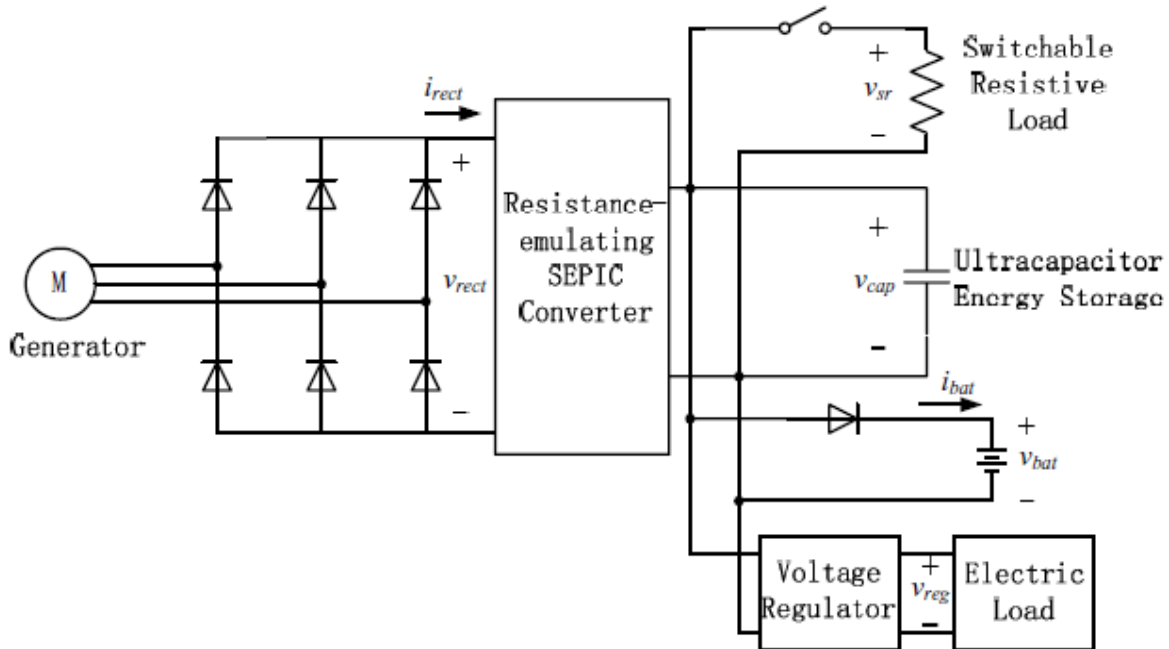 Switchable
Resistive
Load
+
v_sr
−
i_rect
+
v_rect
−
M
Generator
Resistance-
emulating
SEPIC
Converter
+
v_cap
−
Ultracapacitor
Energy Storage
i_bat
+
v_bat
−
Voltage
Regulator
+
v_reg
−
Electric
Load